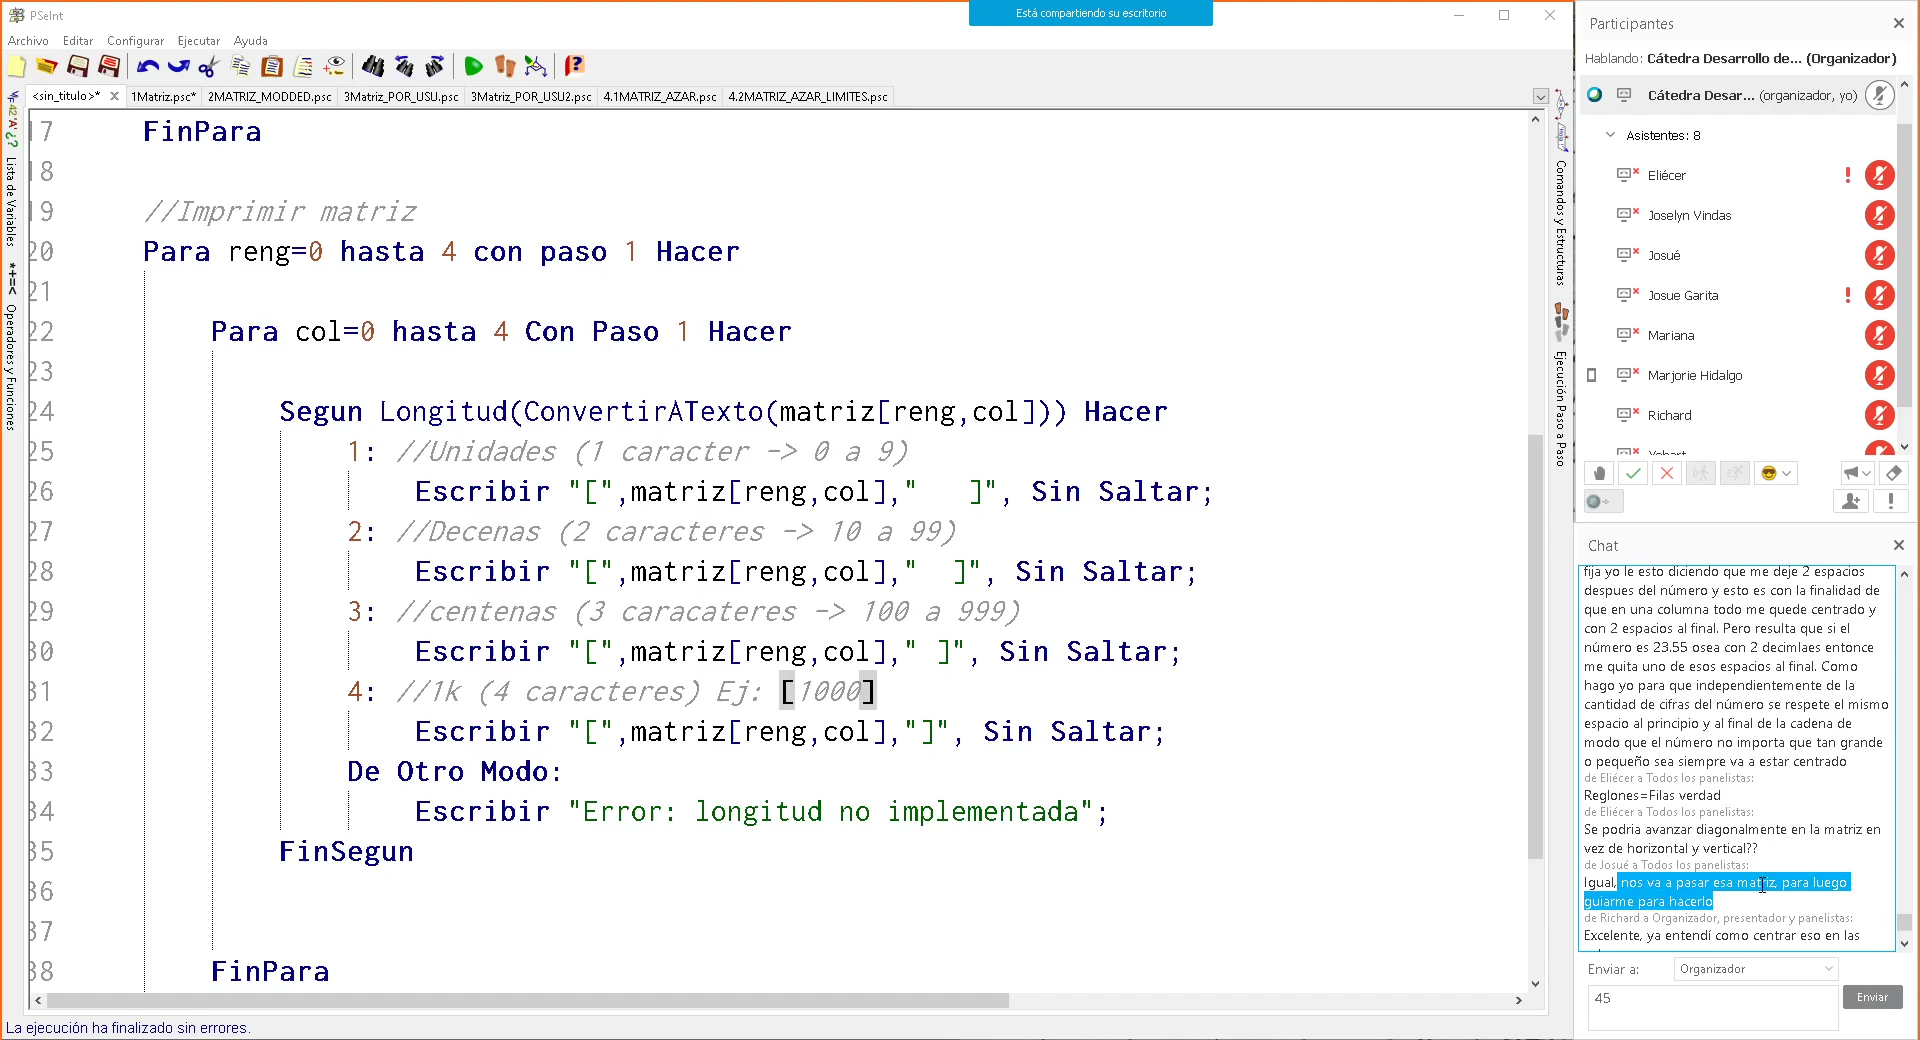 PSeInt
Está compartiendo su escritorio
Archivo Editar Configurar Ejecutar Ayuda
<sin_titulo>* 1Matriz.psc* 2MATRIZ_MODDED.psc 3Matriz_POR_USU.psc 3Matriz_POR_USU2.psc 4.1MATRIZ_AZAR.psc 4.2MATRIZ_AZAR_LIMITES.psc
Lista de Variables
Operadores y Funciones
17 FinPara
18
19 //Imprimir matriz
20 Para reng=0 hasta 4 con paso 1 Hacer
21
22 Para col=0 hasta 4 Con Paso 1 Hacer
23
24 Segun Longitud(ConvertirATexto(matriz[reng,col])) Hacer
25 1: //Unidades (1 caracter -> 0 a 9)
26 Escribir "[",matriz[reng,col],"   ]", Sin Saltar;
27 2: //Decenas (2 caracteres -> 10 a 99)
28 Escribir "[",matriz[reng,col],"  ]", Sin Saltar;
29 3: //centenas (3 caracateres -> 100 a 999)
30 Escribir "[",matriz[reng,col]," ]", Sin Saltar;
31 4: //1k (4 caracteres) Ej: [1000]
32 Escribir "[",matriz[reng,col],"]", Sin Saltar;
33 De Otro Modo:
34 Escribir "Error: longitud no implementada";
35 FinSegun
36
37
38 FinPara
La ejecución ha finalizado sin errores.
Comandos y Estructuras
Ejecución Paso a Paso
Participantes
Hablando: Cátedra Desarrollo de... (Organizador)
Cátedra Desar... (organizador, yo)
Asistentes: 8
Eliécer
Joselyn Vindas
Josué
Josue Garita
Mariana
Marjorie Hidalgo
Richard
Chat
fija yo le esto diciendo que me deje 2 espacios
despues del número y esto es con la finalidad de
que en una columna todo me quede centrado y
con 2 espacios al final. Pero resulta que si el
número es 23.55 osea con 2 decimlaes entonce
me quita uno de esos espacios al final. Como
hago yo para que independientemente de la
cantidad de cifras del número se respete el mismo
espacio al principio y al final de la cadena de
modo que el número no importa que tan grande
o pequeño sea siempre va a estar centrado
de Eliécer a Todos los panelistas:
Reglones=Filas verdad
de Eliécer a Todos los panelistas:
Se podria avanzar diagonalmente en la matriz en
vez de horizontal y vertical??
de Josué a Todos los panelistas:
Igual, nos va a pasar esa matriz, para luego
guiarme para hacerlo
de Richard a Organizador, presentador y panelistas:
Excelente, ya entendí como centrar eso en las
Enviar a: Organizador
45
Enviar